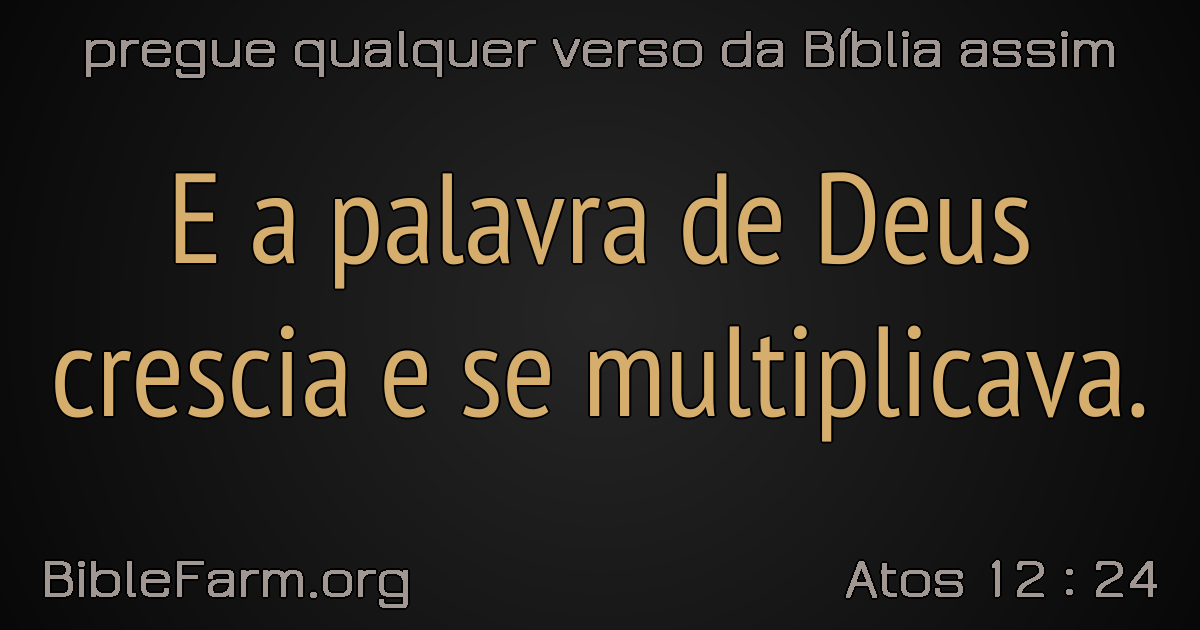 pregue qualquer verso da Bíblia assim
E a palavra de Deus
crescia e se multiplicava.
BibleFarm.org
Atos 12 : 24